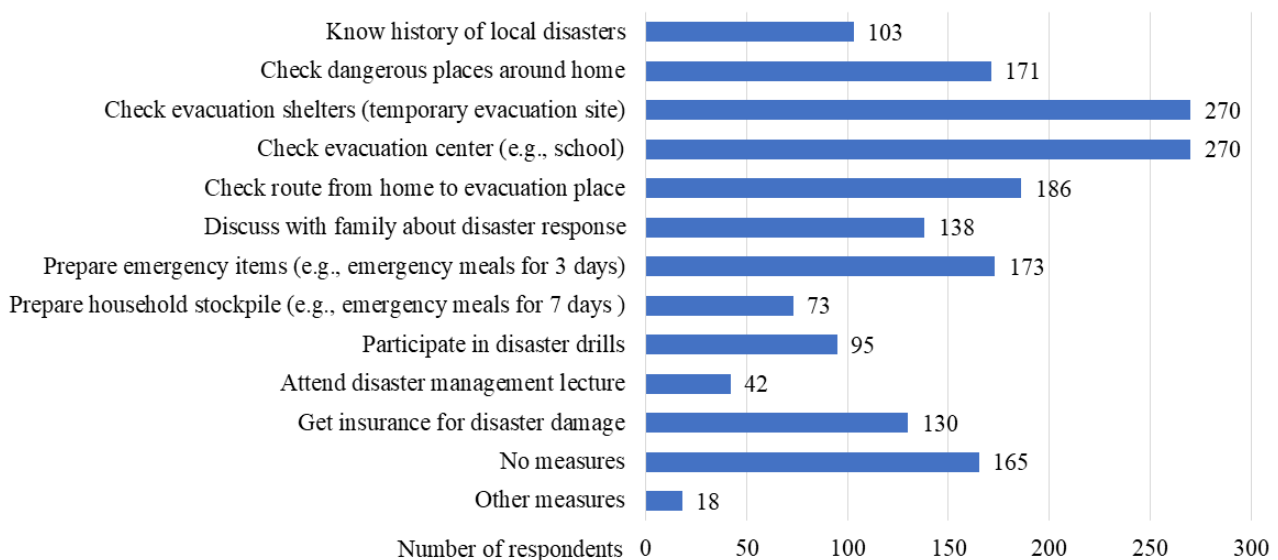 Know history of local disasters 103
Check dangerous places around home 171
Check evacuation shelters (temporary evacuation site) 270
Check evacuation center (e.g., school) 270
Check route from home to evacuation place 186
Discuss with family about disaster response 138
Prepare emergency items (e.g., emergency meals for 3 days) 173
Prepare household stockpile (e.g., emergency meals for 7 days ) 73
Participate in disaster drills 95
Attend disaster management lecture 42
Get insurance for disaster damage 130
No measures 165
Other measures 18
Number of respondents 0 50 100 150 200 250 300